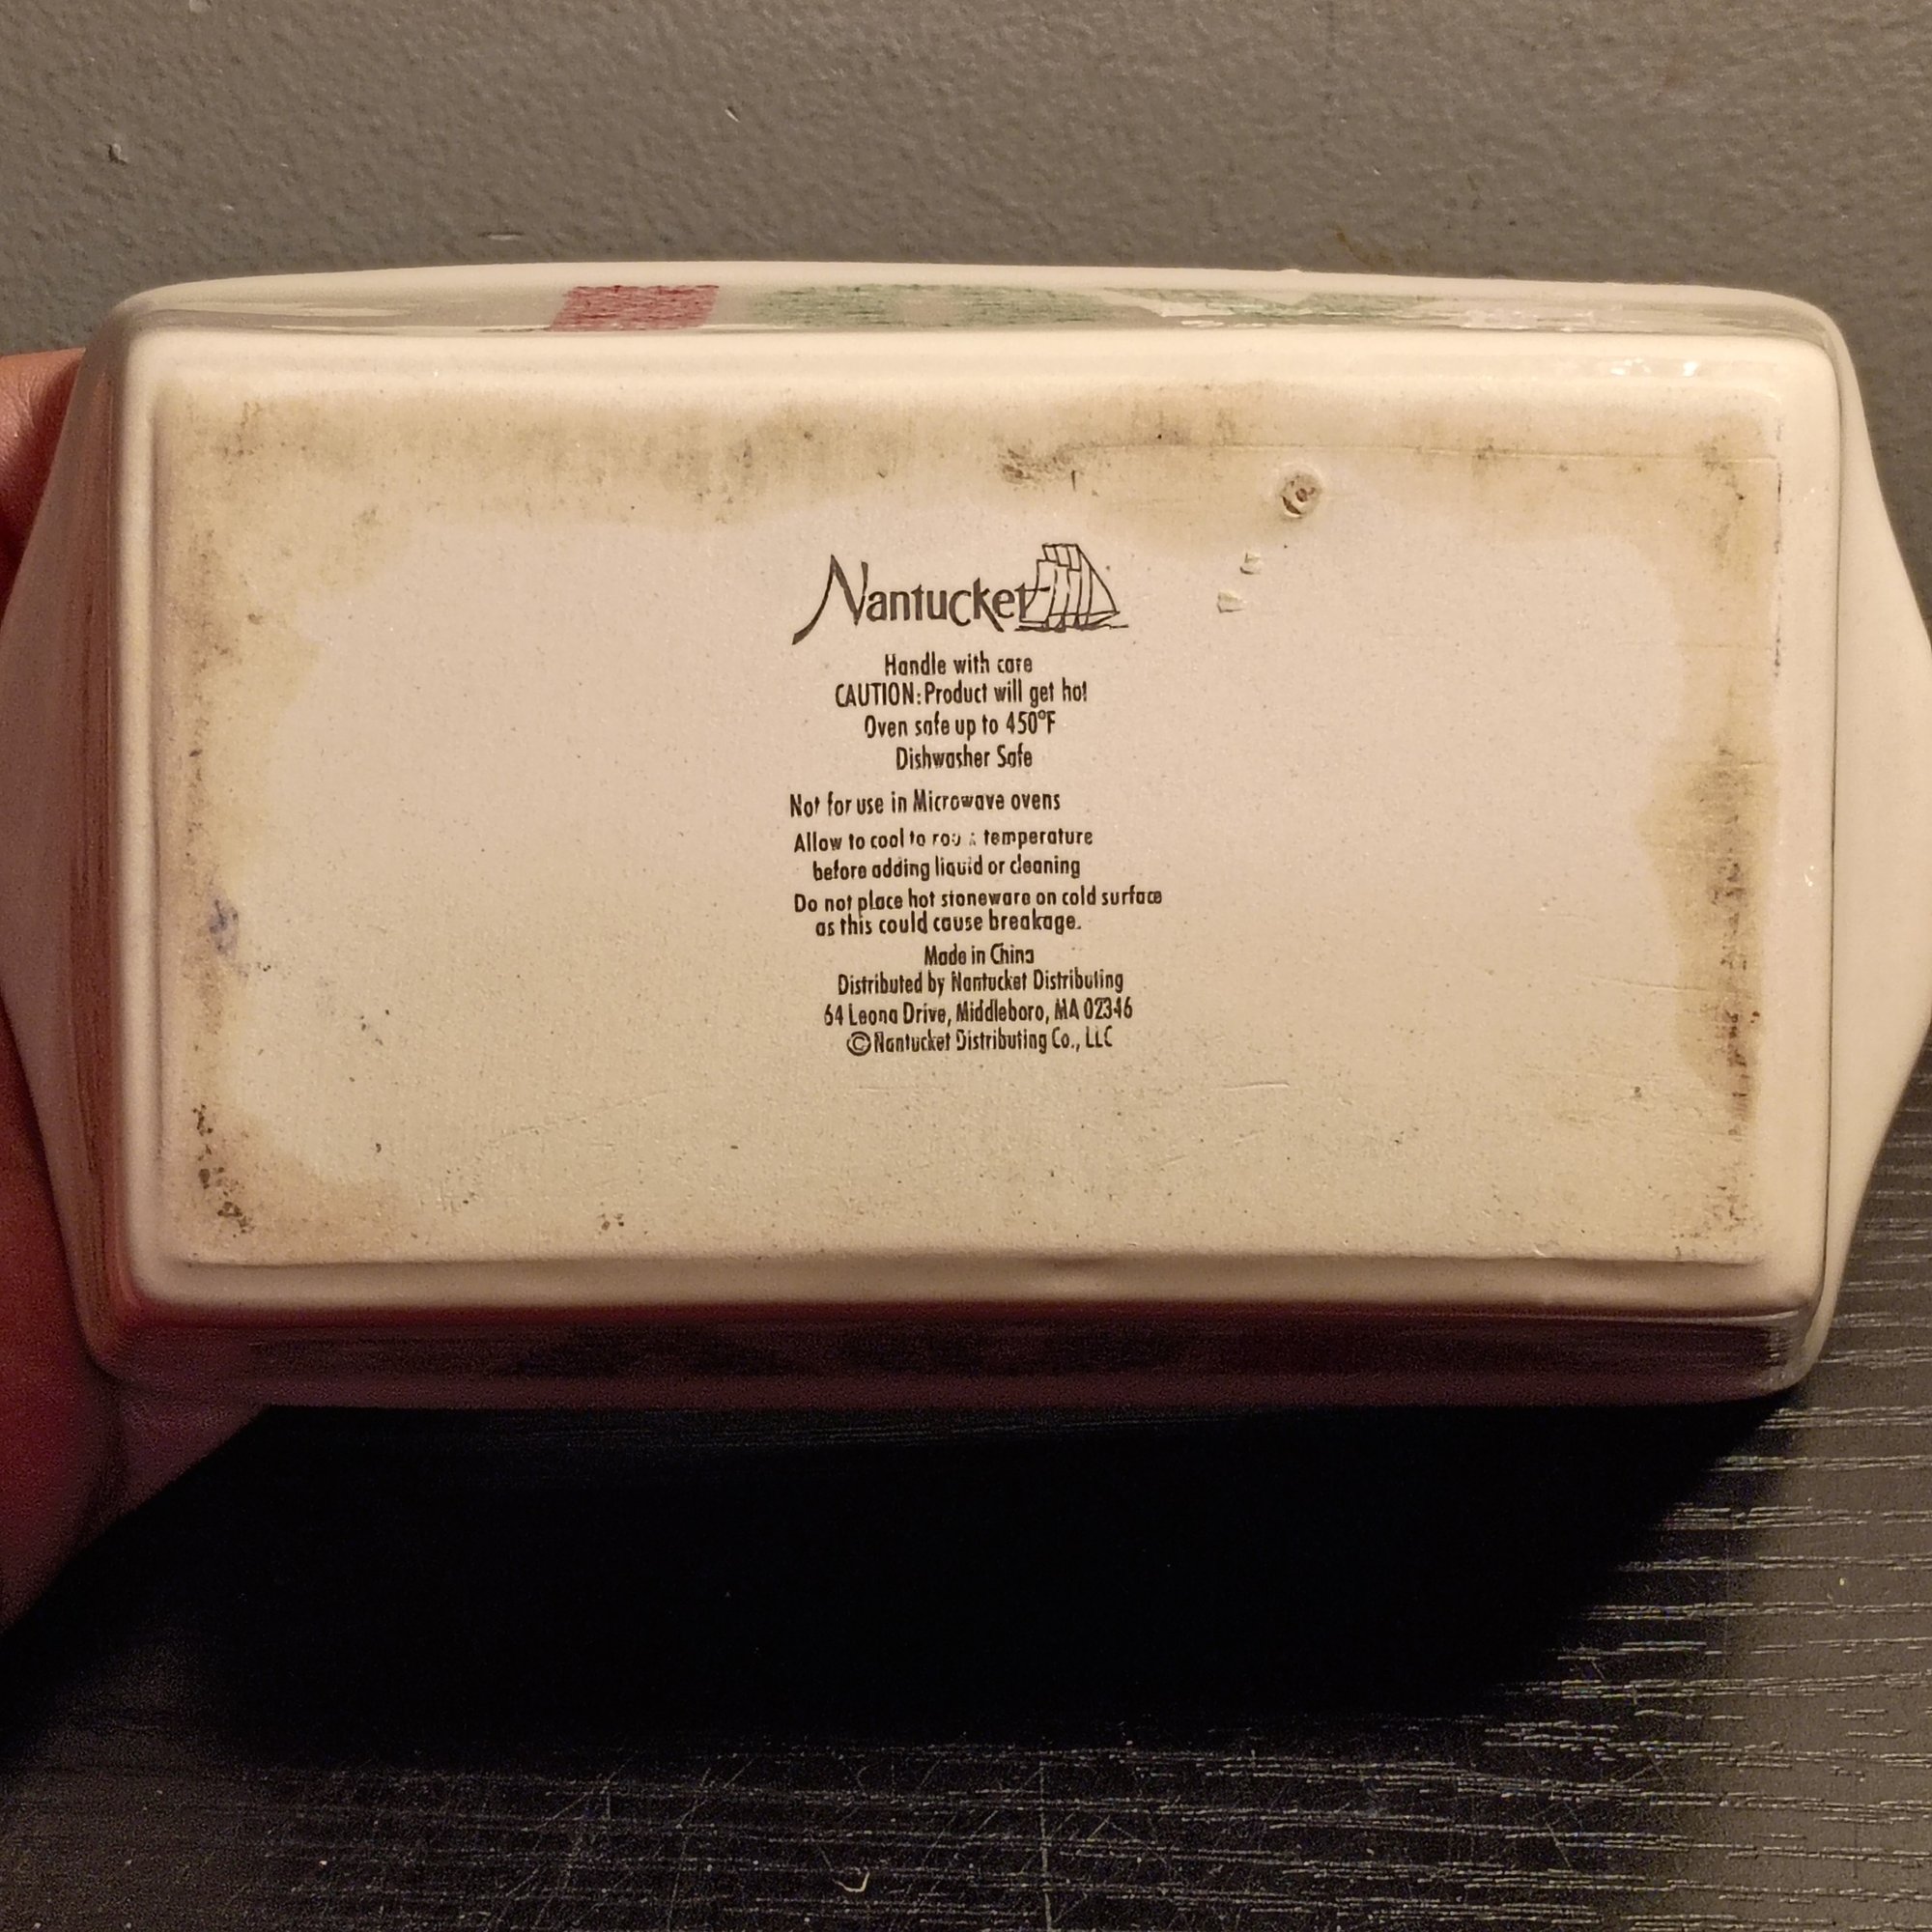 Nantucket
Handle with care
CAUTION: Product will get hot
Oven safe up to 450°F
Dishwasher Safe
Not for use in Microwave ovens
Allow to cool to room temperature
before adding liquid or cleaning
Do not place hot stoneware on cold surface
as this could cause breakage.
Made in China
Distributed by Nantucket Distributing
64 Leona Drive, Middleboro, MA 02346
©Nantucket Distributing Co., LLC